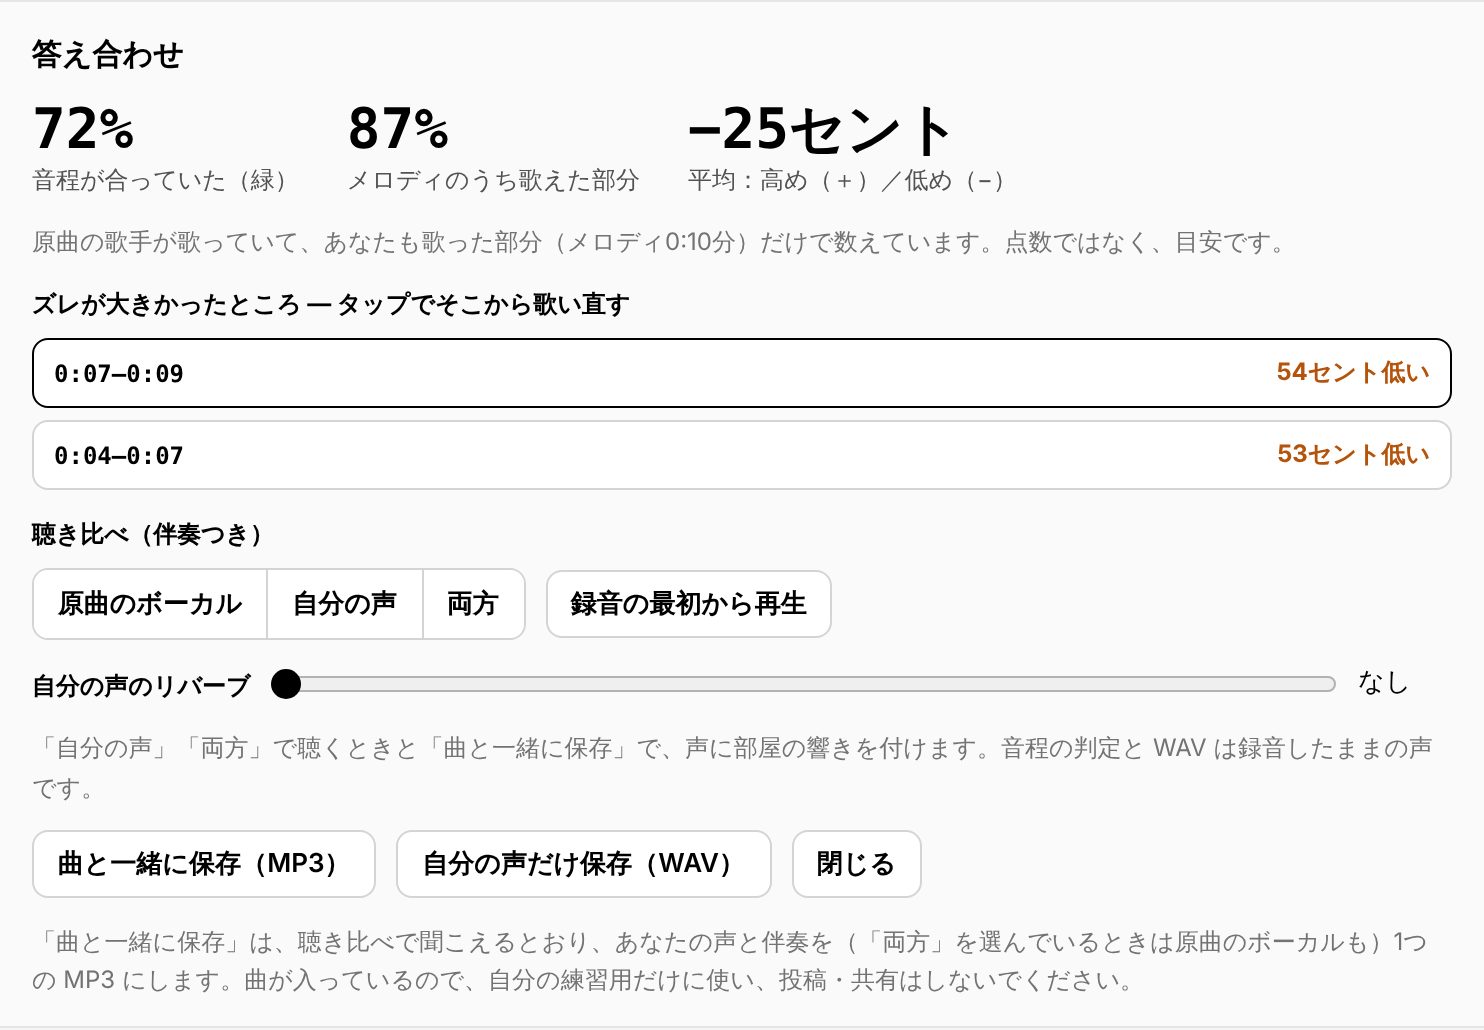 答え合わせ
72%
音程が合っていた（緑）
87%
メロディのうち歌えた部分
−25セント
平均：高め（＋）／低め（−）
原曲の歌手が歌っていて、あなたも歌った部分（メロディ0:10分）だけで数えています。点数ではなく、目安です。
ズレが大きかったところ — タップでそこから歌い直す
0:07–0:09 54セント低い
0:04–0:07 53セント低い
聴き比べ（伴奏つき）
原曲のボーカル 自分の声 両方 録音の最初から再生
自分の声のリバーブ なし
「自分の声」「両方」で聴くときと「曲と一緒に保存」で、声に部屋の響きを付けます。音程の判定と WAV は録音したままの声
です。
曲と一緒に保存（MP3） 自分の声だけ保存（WAV） 閉じる
「曲と一緒に保存」は、聴き比べで聞こえるとおり、あなたの声と伴奏を（「両方」を選んでいるときは原曲のボーカルも）1つ
の MP3 にします。曲が入っているので、自分の練習用だけに使い、投稿・共有はしないでください。